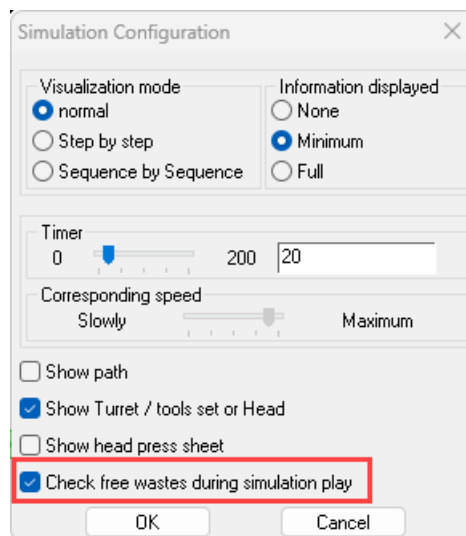 Simulation Configuration
Visualization mode
normal
Step by step
Sequence by Sequence
Information displayed
None
Minimum
Full
Timer
0 200 20
Corresponding speed
Slowly Maximum
Show path
Show Turret / tools set or Head
Show head press sheet
Check free wastes during simulation play
OK Cancel